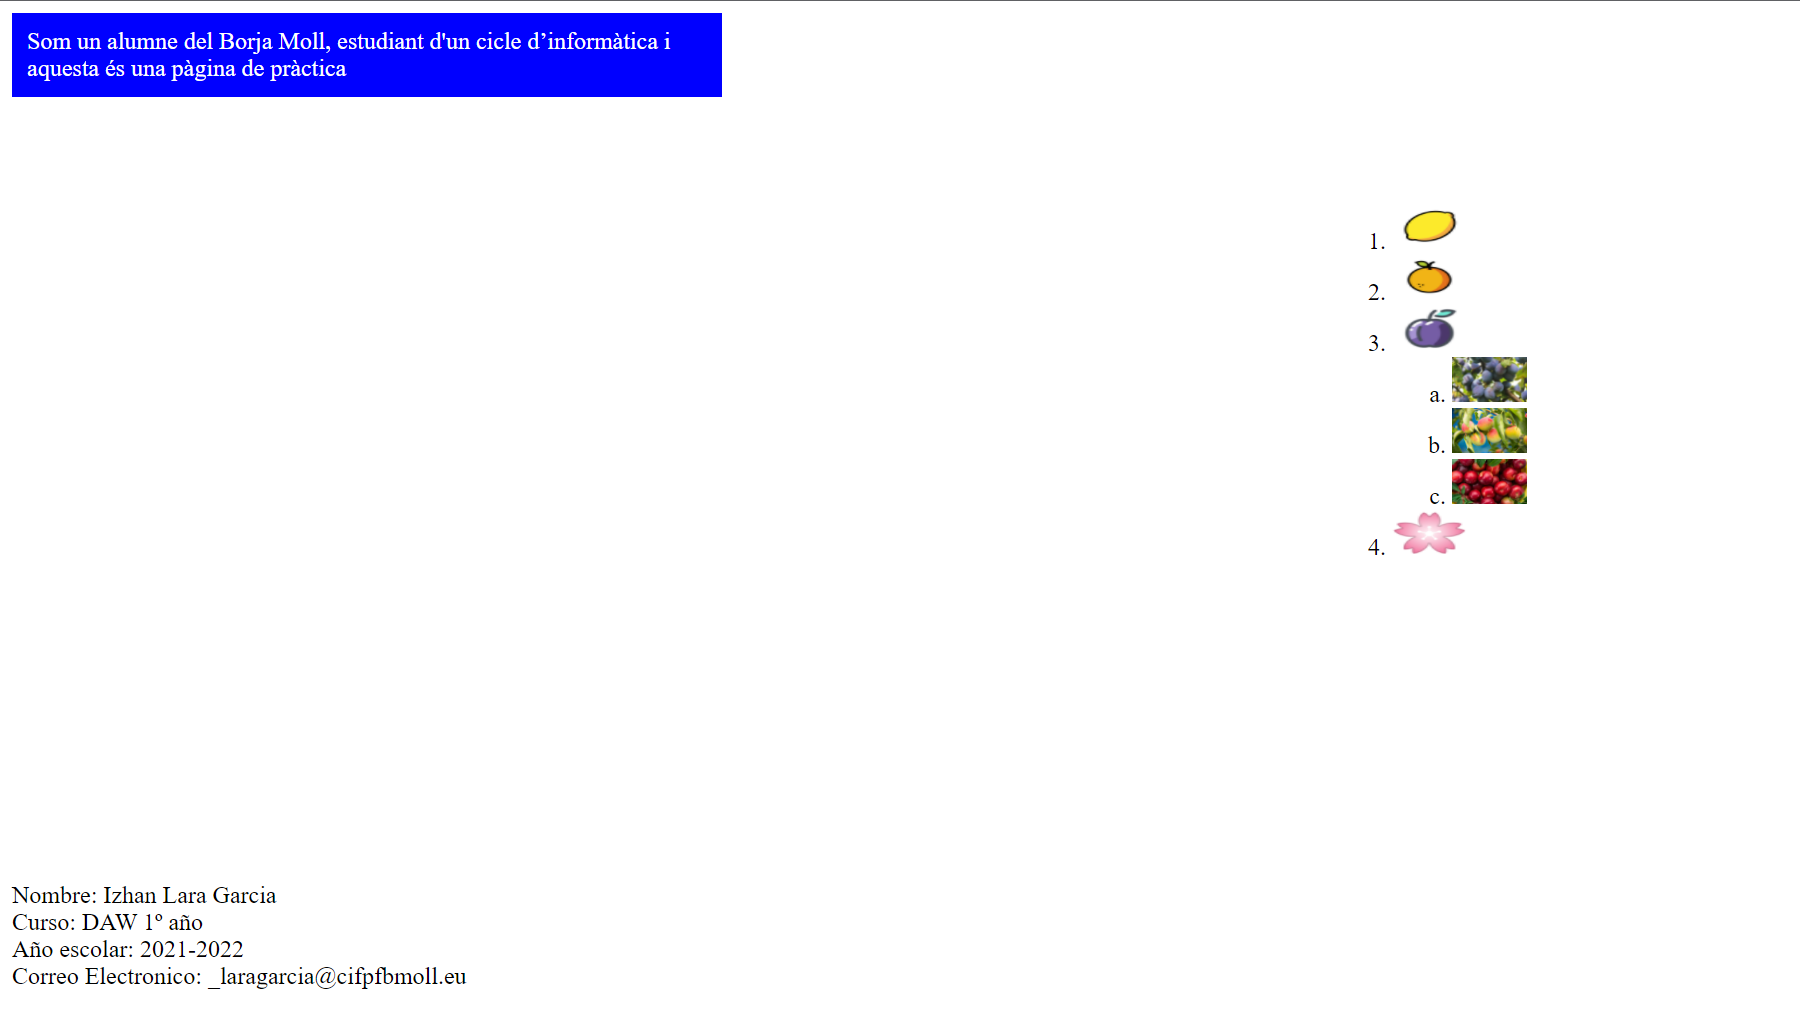 Som un alumne del Borja Moll, estudiant d'un cicle d’informàtica i
aquesta és una pàgina de pràctica
1.
2.
3.
a.
b.
c.
4.
Nombre: Izhan Lara Garcia
Curso: DAW 1º año
Año escolar: 2021-2022
Correo Electronico: _laragarcia@cifpfbmoll.eu